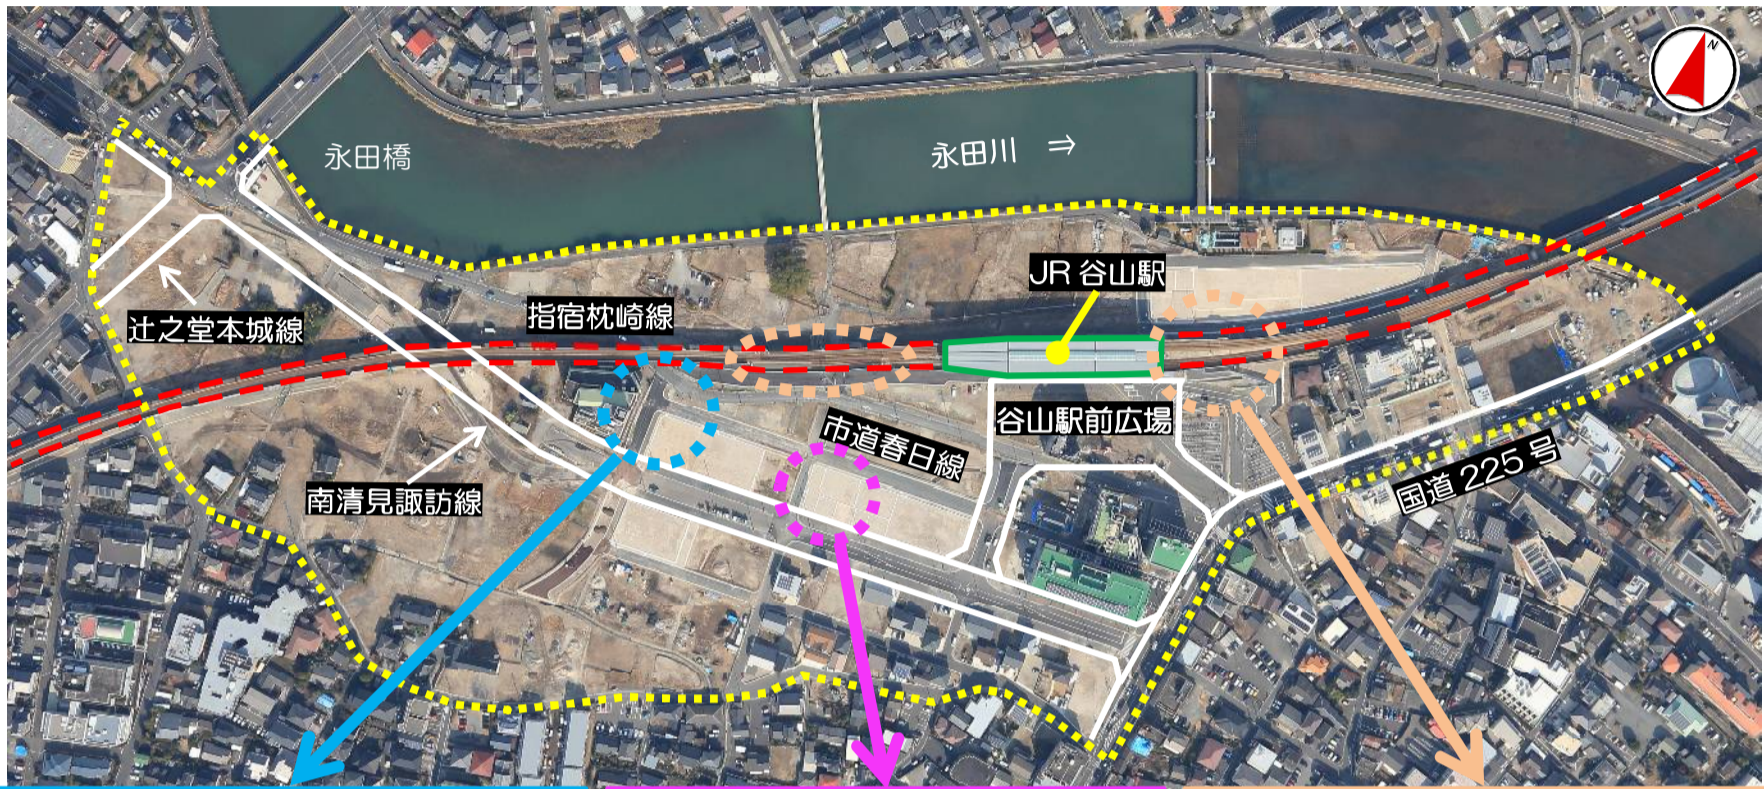 N
永田橋
永田川 ⇒
JR 谷山駅
指宿枕崎線
辻之堂本城線
谷山駅前広場
市道春日線
国道 225 号
南清見諏訪線